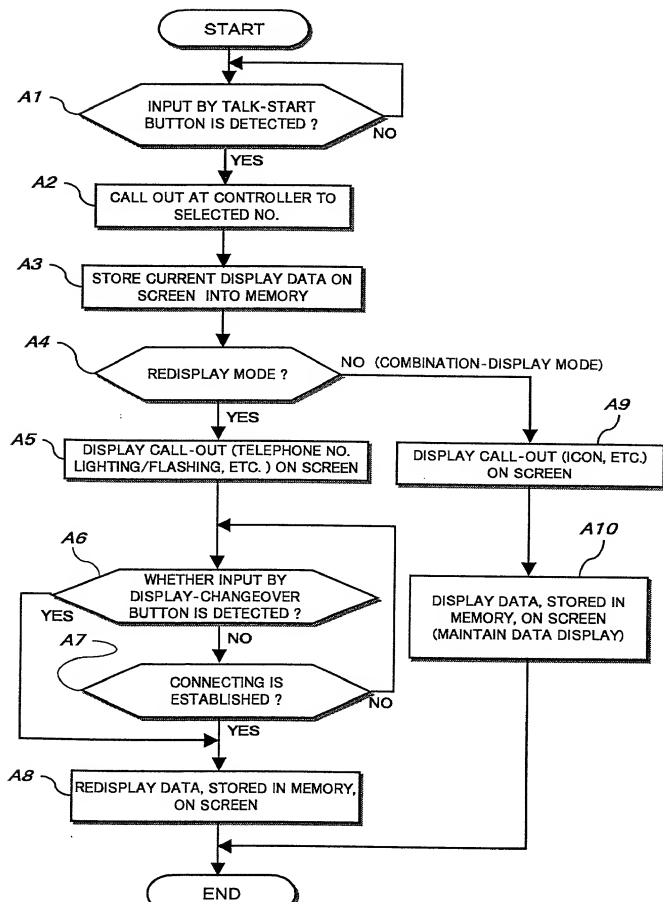 START
A1
INPUT BY TALK-START
BUTTON IS DETECTED ?
NO
YES
A2
CALL OUT AT CONTROLLER TO
SELECTED NO.
A3
STORE CURRENT DISPLAY DATA ON
SCREEN INTO MEMORY
A4
REDISPLAY MODE ?
NO (COMBINATION-DISPLAY MODE)
YES
A5
DISPLAY CALL-OUT (TELEPHONE NO.
LIGHTING/FLASHING, ETC. ) ON SCREEN
A9
DISPLAY CALL-OUT (ICON, ETC.)
ON SCREEN
A6
WHETHER INPUT BY
DISPLAY-CHANGEOVER
BUTTON IS DETECTED ?
YES
NO
A10
DISPLAY DATA, STORED IN
MEMORY, ON SCREEN
(MAINTAIN DATA DISPLAY)
A7
CONNECTING IS
ESTABLISHED ?
NO
YES
A8
REDISPLAY DATA, STORED IN MEMORY,
ON SCREEN
END